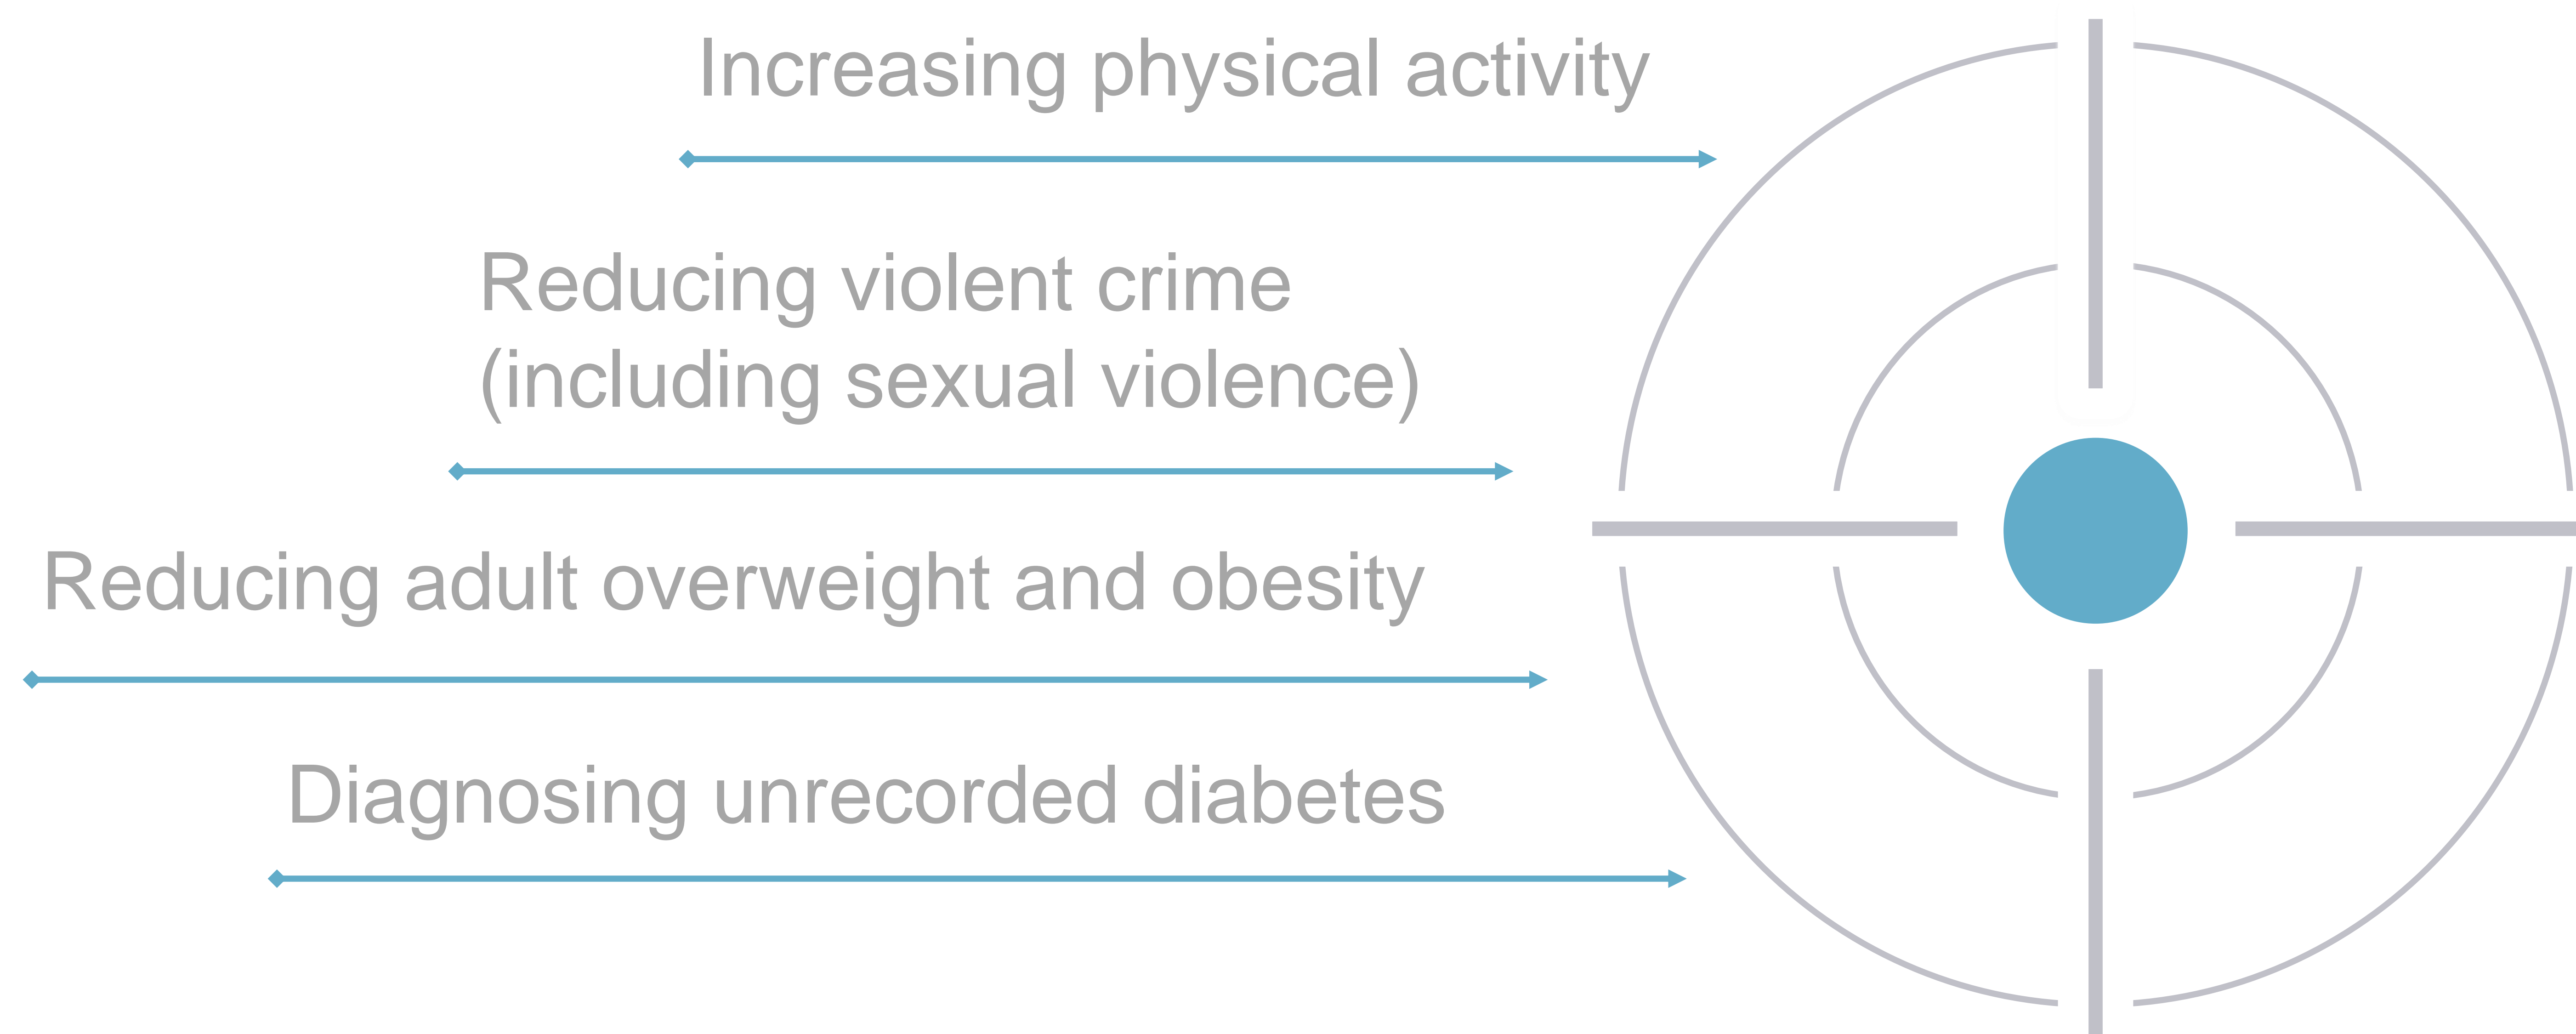 Increasing physical activity
Reducing violent crime
(including sexual violence)
Reducing adult overweight and obesity
Diagnosing unrecorded diabetes